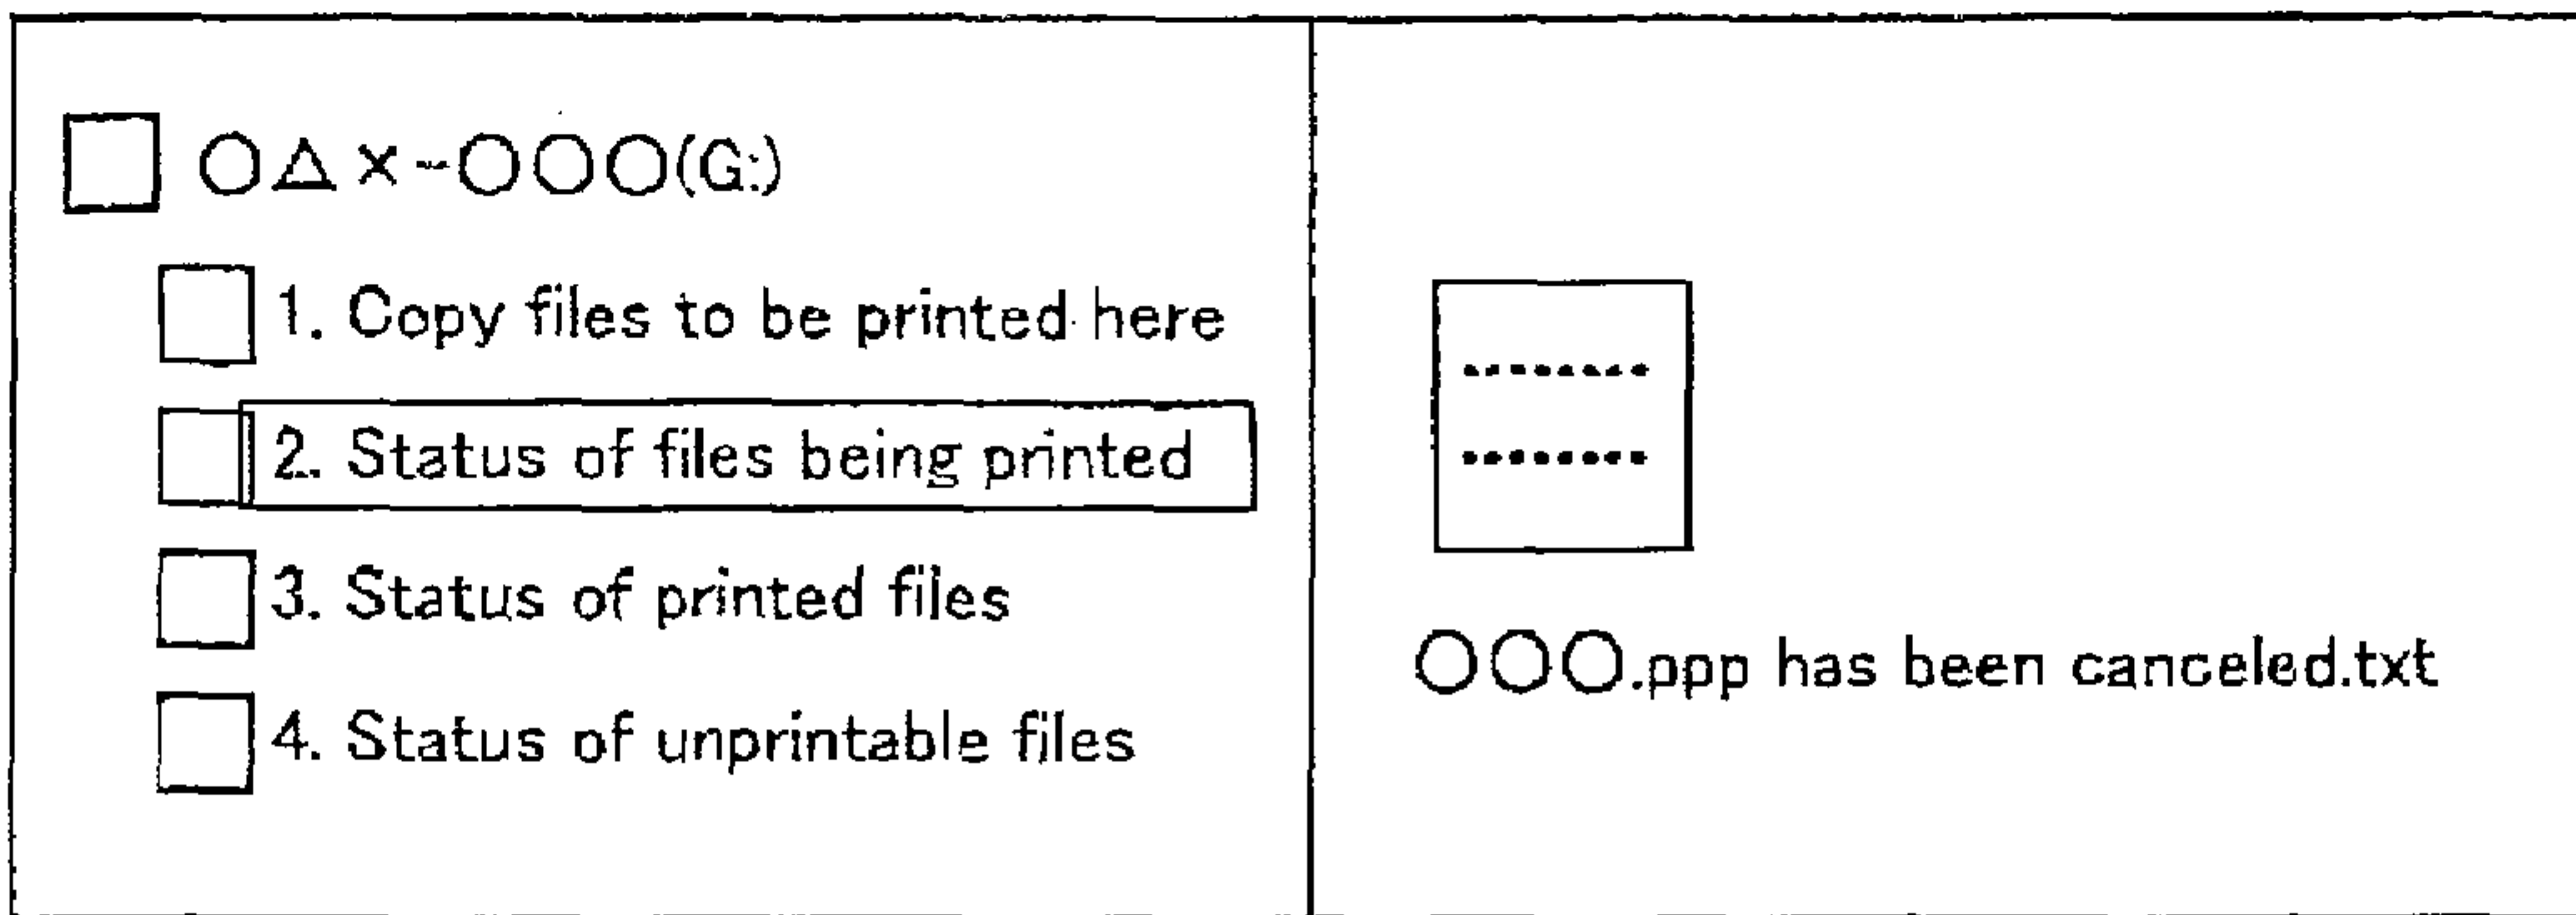 ○△×-○○○(G:)
1. Copy files to be printed here
2. Status of files being printed
3. Status of printed files
4. Status of unprintable files
○○○.ppp has been canceled.txt